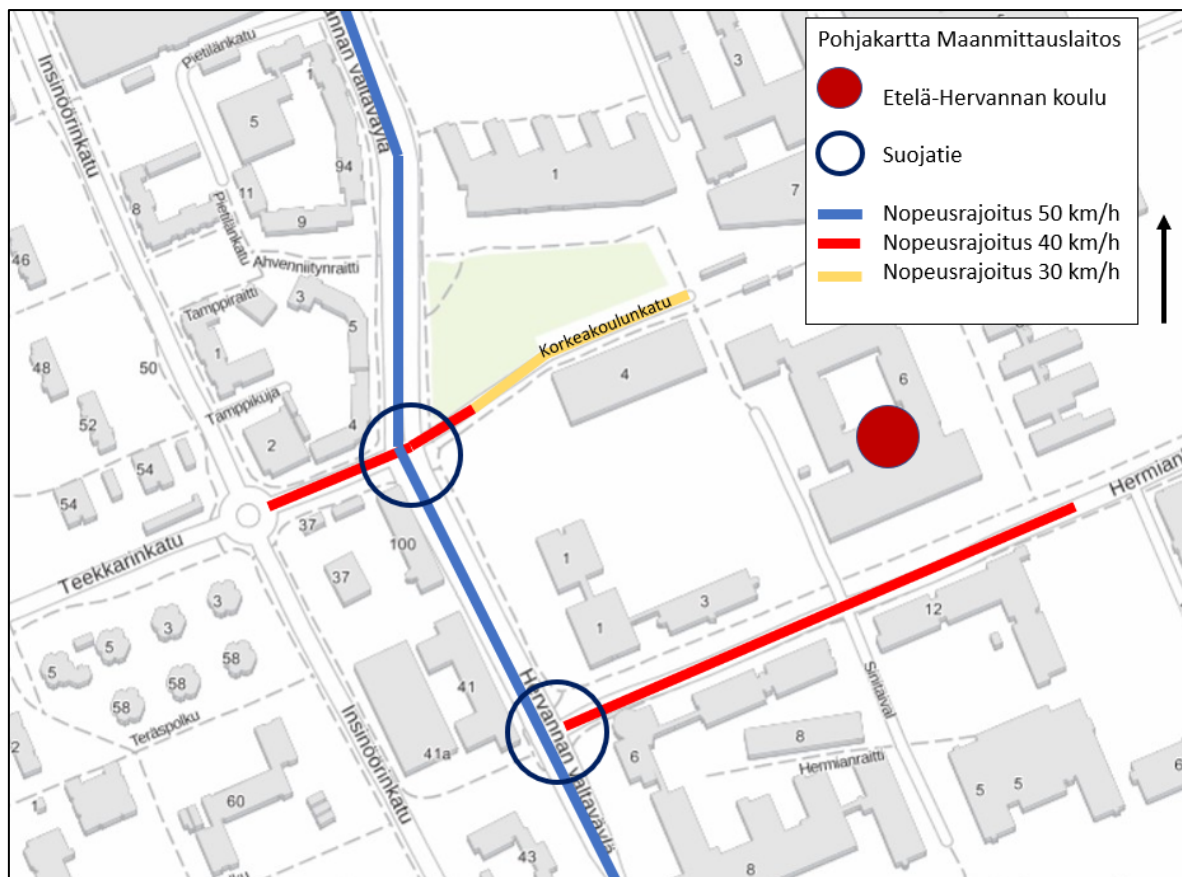 Pohjakartta Maanmittauslaitos
Etelä-Hervannan koulu
Suojatie
Nopeusrajoitus 50 km/h
Nopeusrajoitus 40 km/h
Nopeusrajoitus 30 km/h
Pietilänkatu
nnan valtaväylä
Insinöörinkatu
1
3
5
94
1
7
8
11
9
Pietilänkatu
46
Ahvenniitynraitti
3
Tamppiraitti
5
Korkeakoulunkatu
1
50
48
4
6
Tamppikuja
52
4
2
54
54
Hermian
37
100
Teekkarinkatu
37
1
3
3
12
3
5
1
58
5
58
41
Hervannan valtaväylä
Sinitaival
58
Teräspolku
Insinöörinkatu
2
41a
6
8
Hermianraitti
6
1
60
5
5
43
8